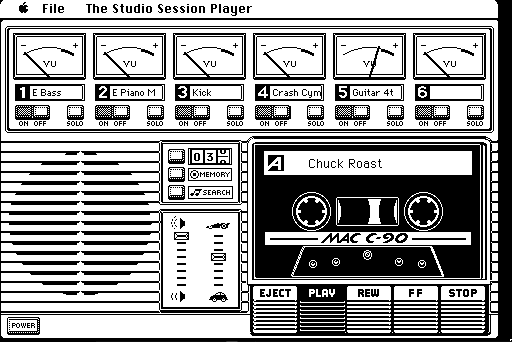 File The Studio Session Player
- + - + - + - + - + - +
VU VU VU VU VU VU
1 E Bass 2 E Piano M 3 Kick 4 Crash Cym 5 Guitar 4t 6
ON OFF SOLO ON OFF SOLO ON OFF SOLO ON OFF SOLO ON OFF SOLO ON OFF SOLO
03
MEMORY
SEARCH
A Chuck Roast
MAC C-90
EJECT PLAY REW FF STOP
POWER